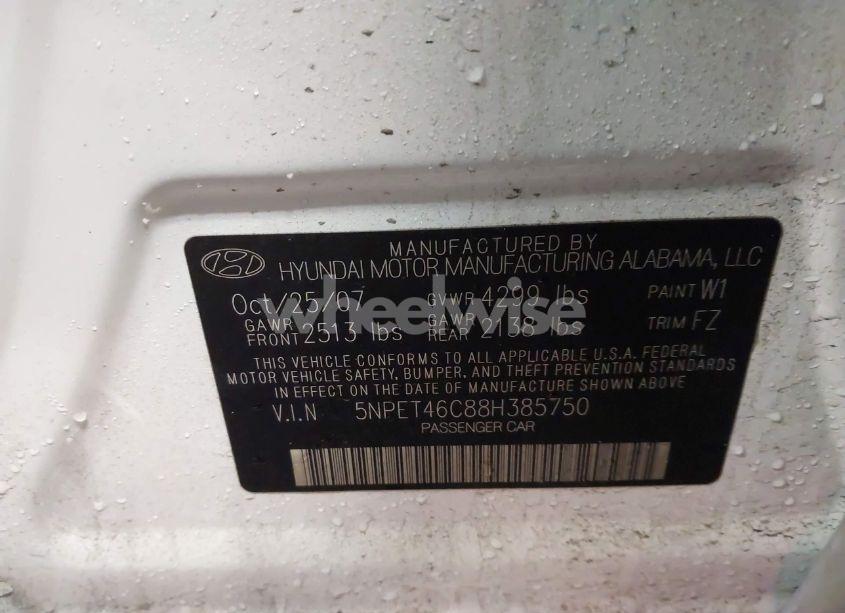 MANUFACTURED BY
HYUNDAI MOTOR MANUFACTURING ALABAMA, LLC
Oct/25/07 GVWR 4299 lbs PAINT W1
GAWR FRONT 2513 lbs GAWR REAR 2138 lbs TRIM FZ
THIS VEHICLE CONFORMS TO ALL APPLICABLE U.S.A. FEDERAL
MOTOR VEHICLE SAFETY, BUMPER, AND THEFT PREVENTION STANDARDS
IN EFFECT ON THE DATE OF MANUFACTURE SHOWN ABOVE
V.I.N 5NPET46C88H385750
PASSENGER CAR
wheelwise